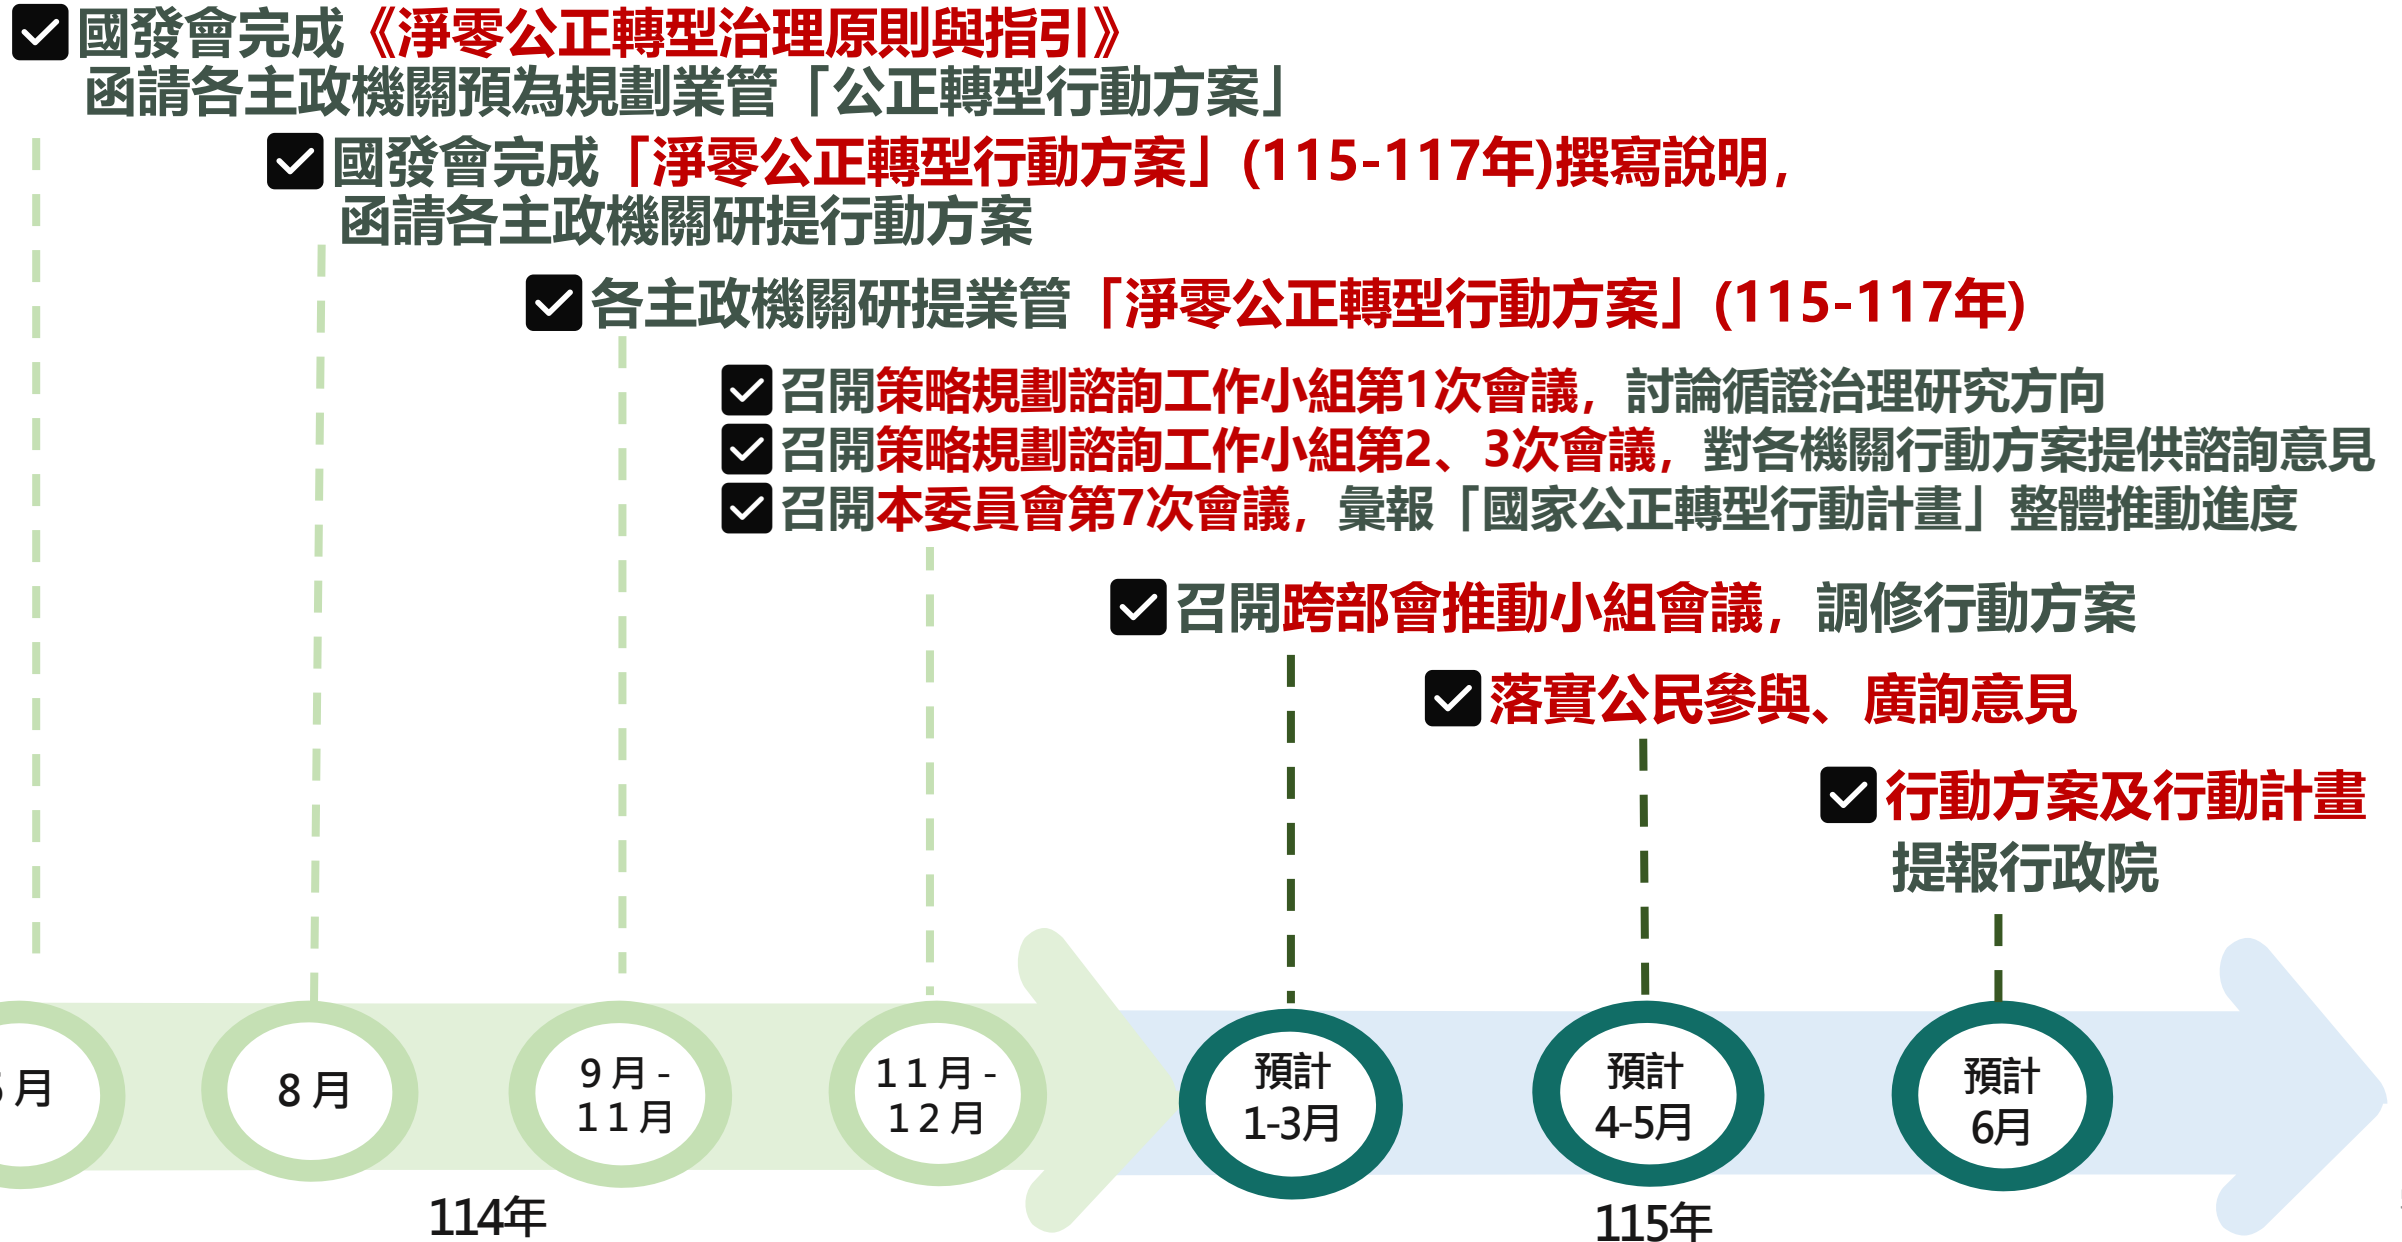 國發會完成《淨零公正轉型治理原則與指引》
函請各主政機關預為規劃業管「公正轉型行動方案」
國發會完成「淨零公正轉型行動方案」(115-117年)撰寫說明，
函請各主政機關研提行動方案
各主政機關研提業管「淨零公正轉型行動方案」(115-117年)
召開策略規劃諮詢工作小組第1次會議，討論循證治理研究方向
召開策略規劃諮詢工作小組第2、3次會議，對各機關行動方案提供諮詢意見
召開本委員會第7次會議，彙報「國家公正轉型行動計畫」整體推動進度
召開跨部會推動小組會議，調修行動方案
落實公民參與、廣詢意見
行動方案及行動計畫
提報行政院
月
8月
9月-
11月
11月-
12月
預計
1-3月
預計
4-5月
預計
6月
114年
115年